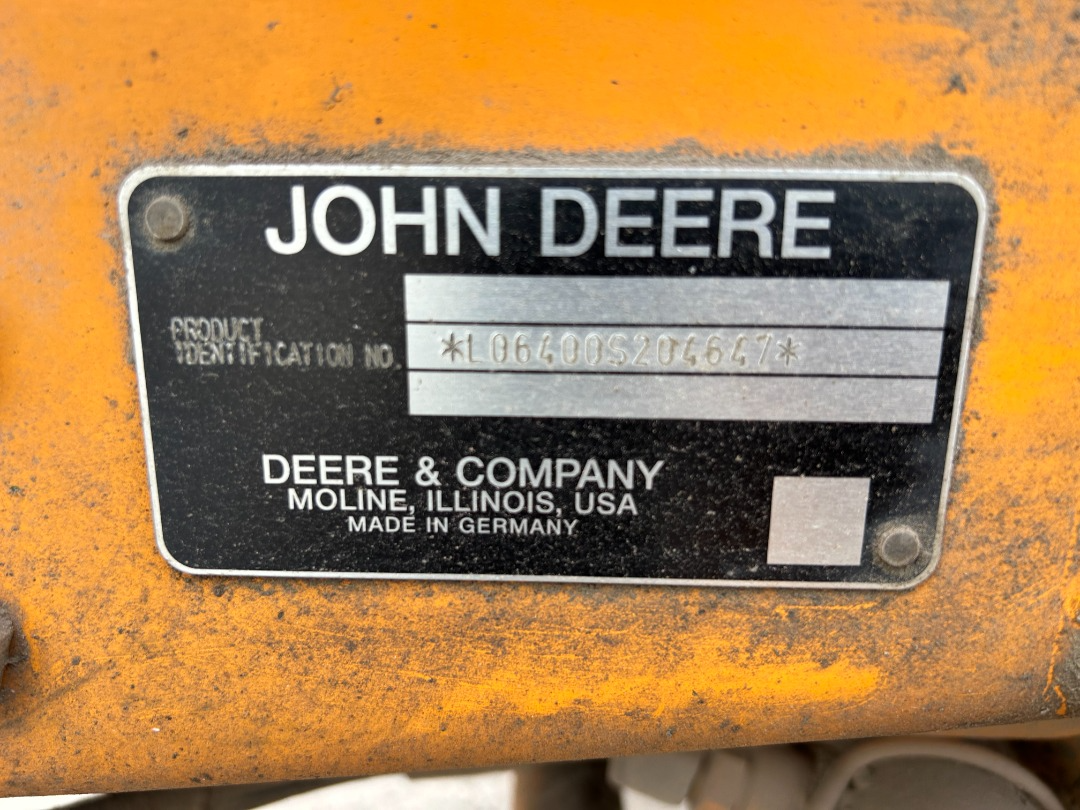 JOHN DEERE
PRODUCT
IDENTIFICATION NO.
*L06400S204647*
DEERE & COMPANY
MOLINE, ILLINOIS, USA
MADE IN GERMANY